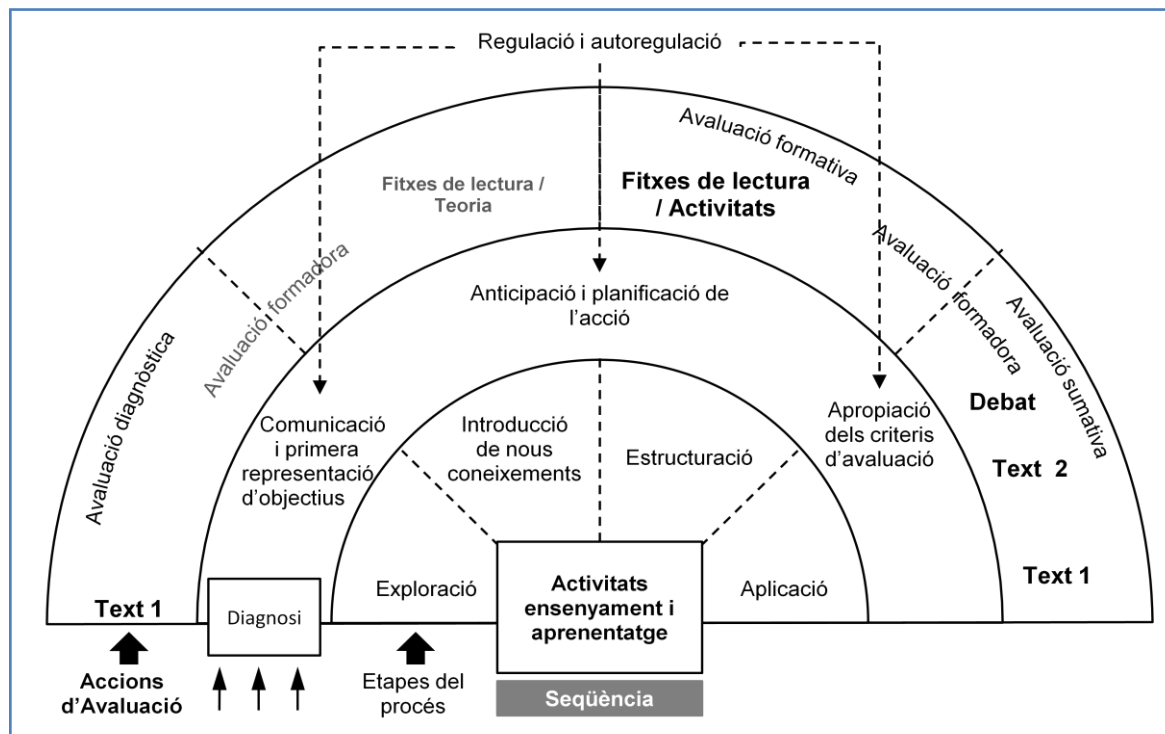 Regulació i autoregulació
Avaluació formativa
Fitxes de lectura /
Teoria
Fitxes de lectura
/ Activitats
Avaluació formadora
Avaluació formadora
Avaluació diagnòstica
Avaluació sumativa
Anticipació i planificació de
l’acció
Comunicació
i primera
representació
d’objectius
Introducció
de nous
coneixements
Estructuració
Apropiació
dels criteris
d’avaluació
Debat
Text 2
Text 1
Exploració
Activitats
ensenyament i
aprenentatge
Aplicació
Text 1
Diagnosi
Accions
d’Avaluació
Etapes del
procés
Seqüència